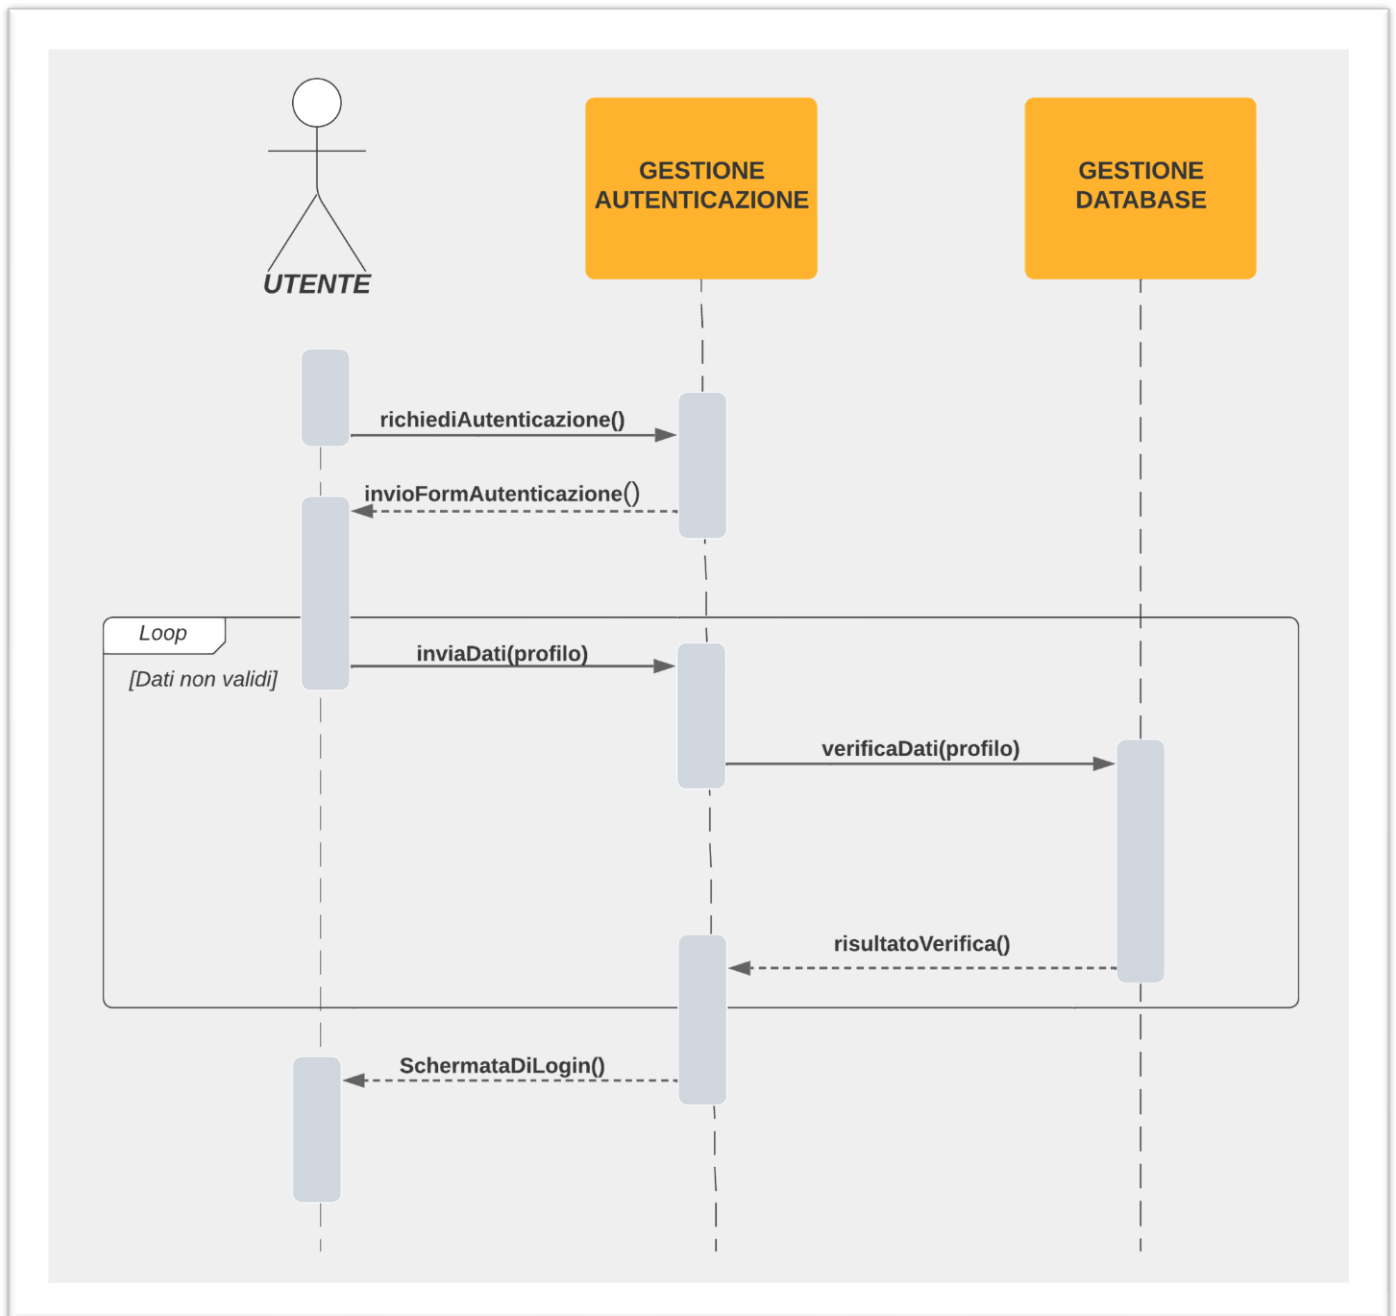 UTENTE
GESTIONE
AUTENTICAZIONE
GESTIONE
DATABASE
richiediAutenticazione()
invioFormAutenticazione()
Loop
[Dati non validi]
inviaDati(profilo)
verificaDati(profilo)
risultatoVerifica()
SchermataDiLogin()